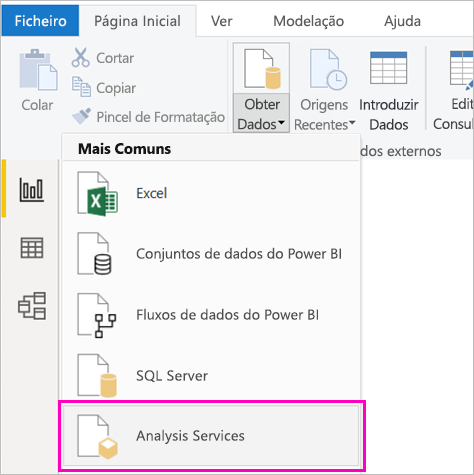 Ficheiro Página Inicial Ver Modelação Ajuda
Cortar
Copiar
Pincel de Formatação
Colar
Obter
Dados
Origens
Recentes
Introduzir
Dados
Edit
Consul
dos externos
Mais Comuns
Excel
Conjuntos de dados do Power BI
Fluxos de dados do Power BI
SQL Server
Analysis Services